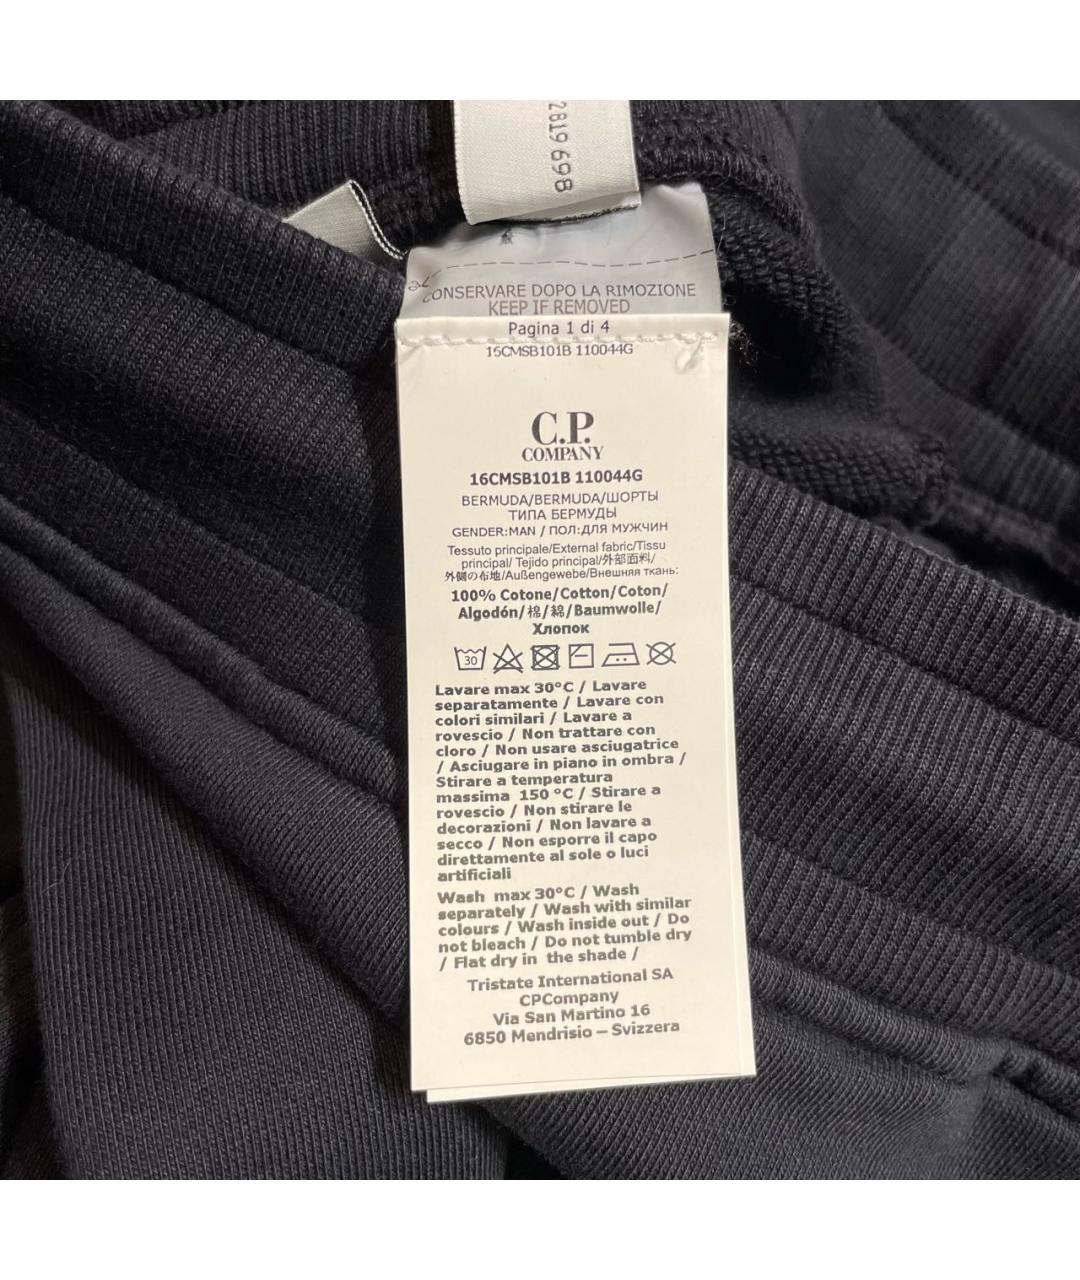 2819 698
CONSERVARE DOPO LA RIMOZIONE
KEEP IF REMOVED
Pagina 1 di 4
16CMSB101B 110044G
C.P.
COMPANY
16CMSB101B 110044G
BERMUDA/BERMUDA/ШОРТЫ
ТИПА БЕРМУДЫ
GENDER:MAN / ПОЛ:ДЛЯ МУЖЧИН
Tessuto principale/External fabric/Tissu
principal/ Tejido principal/外部面料/
外側の布地/Außengewebe/Внешняя ткань:
100% Cotone/Cotton/Coton/
Algodón/棉/綿/Baumwolle/
Хлопок
30
Lavare max 30°C / Lavare
separatamente / Lavare con
colori similari / Lavare a
rovescio / Non trattare con
cloro / Non usare asciugatrice
/ Asciugare in piano in ombra /
Stirare a temperatura
massima 150 °C / Stirare a
rovescio / Non stirare le
decorazioni / Non lavare a
secco / Non esporre il capo
direttamente al sole o luci
artificiali
Wash max 30°C / Wash
separately / Wash with similar
colours / Wash inside out / Do
not bleach / Do not tumble dry
/ Flat dry in the shade /
Tristate International SA
CPCompany
Via San Martino 16
6850 Mendrisio – Svizzera